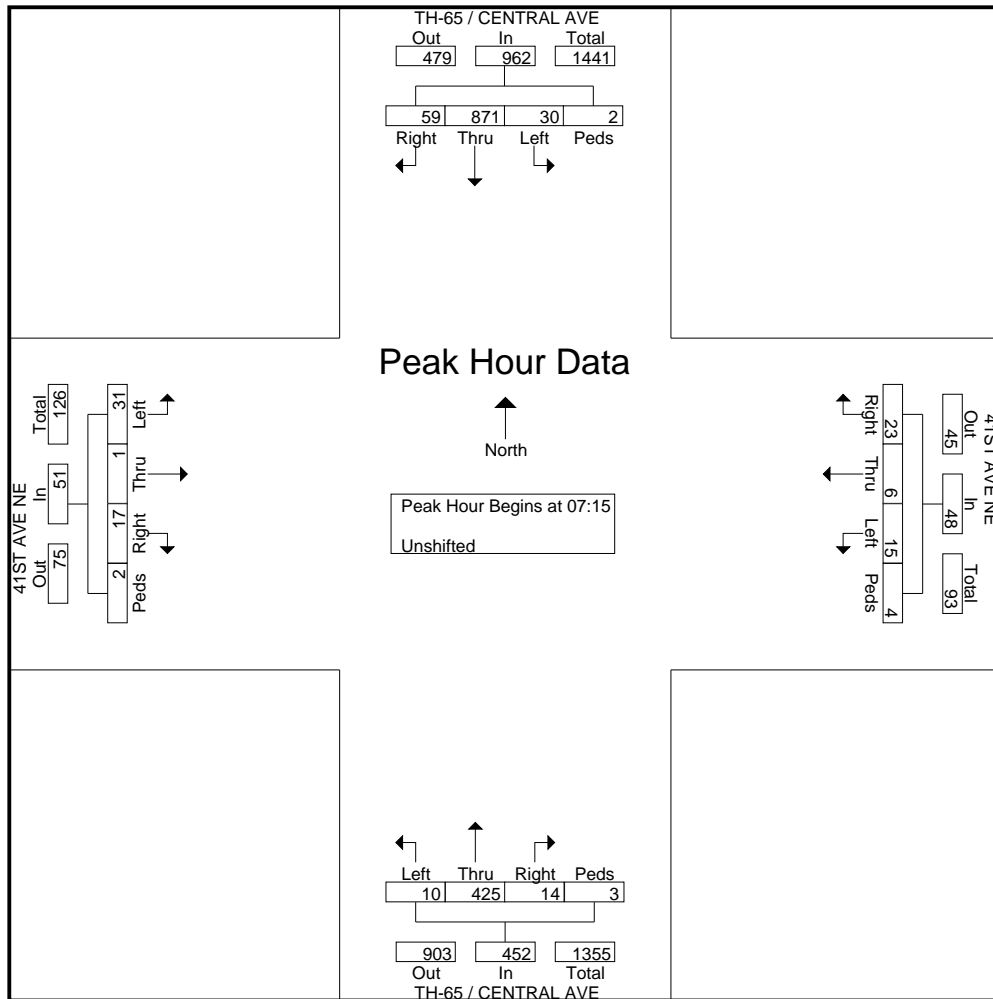 TH-65 / CENTRAL AVE
Out In Total
479 962 1441
59 871 30 2
Right Thru Left Peds
Peak Hour Data
North
Peak Hour Begins at 07:15
Unshifted
41ST AVE NE
Out In Total
75 51 126
2 17 1 31
Peds Right Thru Left
41ST AVE NE
Out In Total
45 48 93
23 6 15 4
Right Thru Left Peds
Left Thru Right Peds
10 425 14 3
903 452 1355
Out In Total
TH-65 / CENTRAL AVE